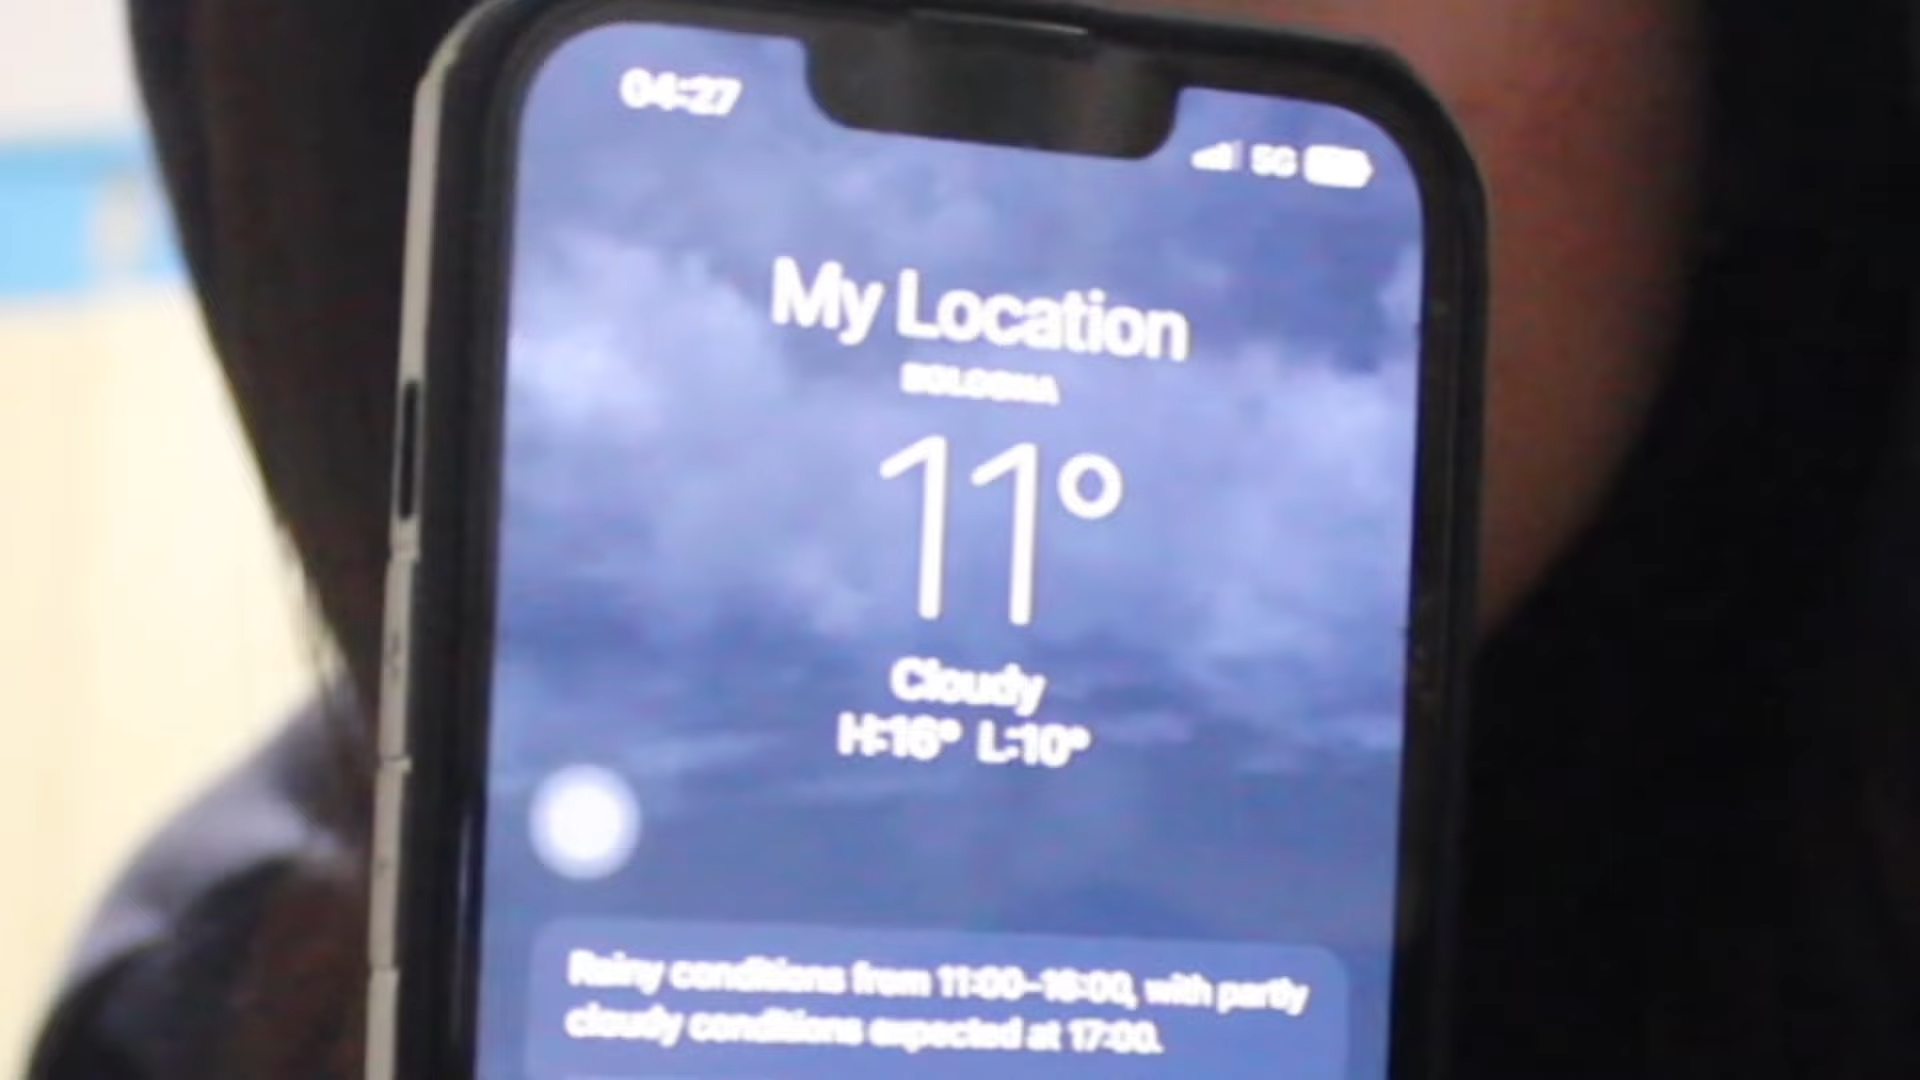 04:27
5G
My Location
BOLOGNA
11°
Cloudy
H:16° L:10°
Rainy conditions from 11:00–16:00, with partly
cloudy conditions expected at 17:00.